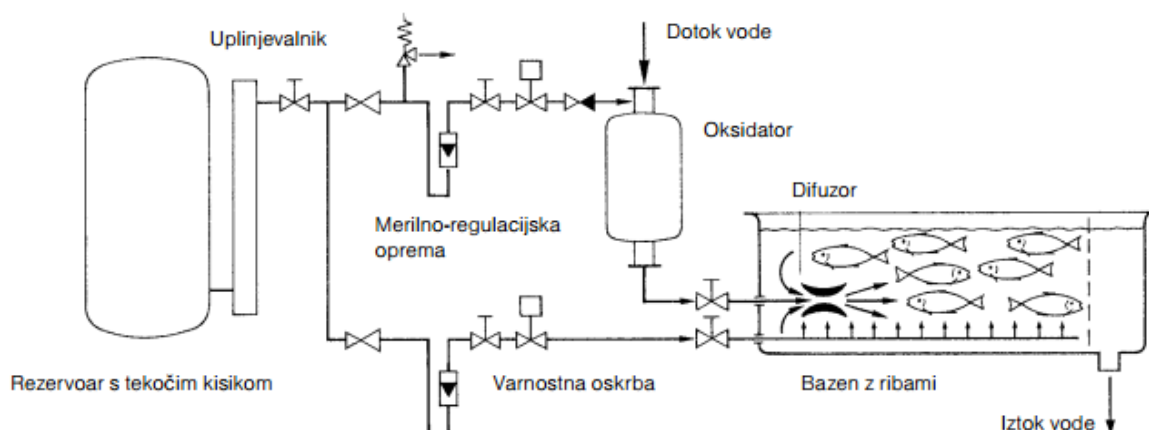 Uplinjevalnik
Dotok vode
Oksidator
Difuzor
Merilno-regulacijska
oprema
Rezervoar s tekočim kisikom
Varnostna oskrba
Bazen z ribami
Iztok vode